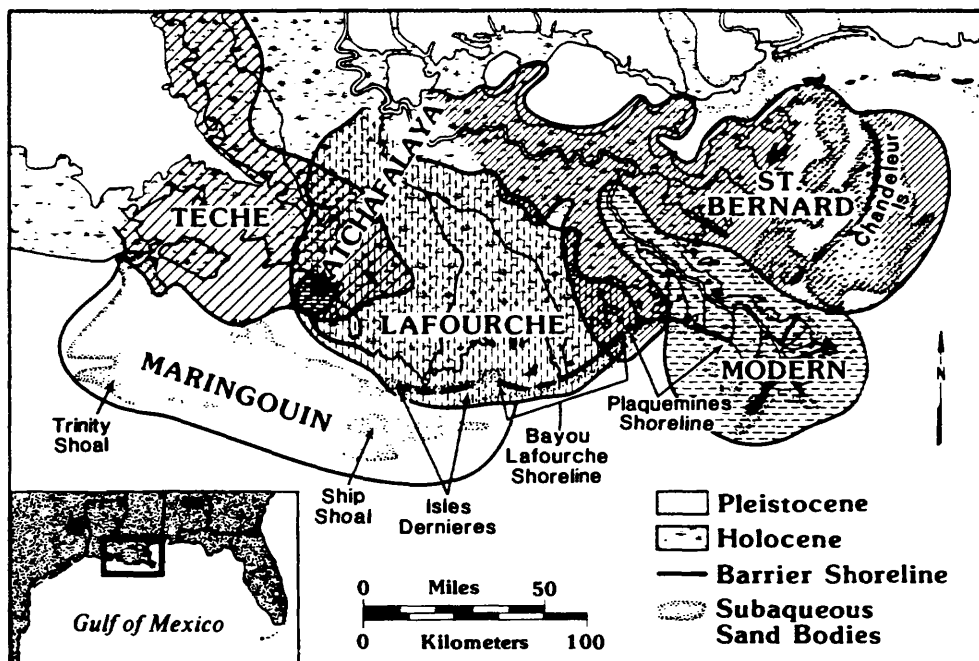 TECHE
ATCHAFALAYA
ST.
BERNARD
Chandeleur
Is.
LAFOURCHE
MARINGOUIN
MODERN
Trinity
Shoal
Ship
Shoal
Isles
Dernieres
Bayou
Lafourche
Shoreline
Plaquemines
Shoreline
N
Gulf of Mexico
0 Miles 50
0 Kilometers 100
Pleistocene
Holocene
Barrier Shoreline
Subaqueous
Sand Bodies